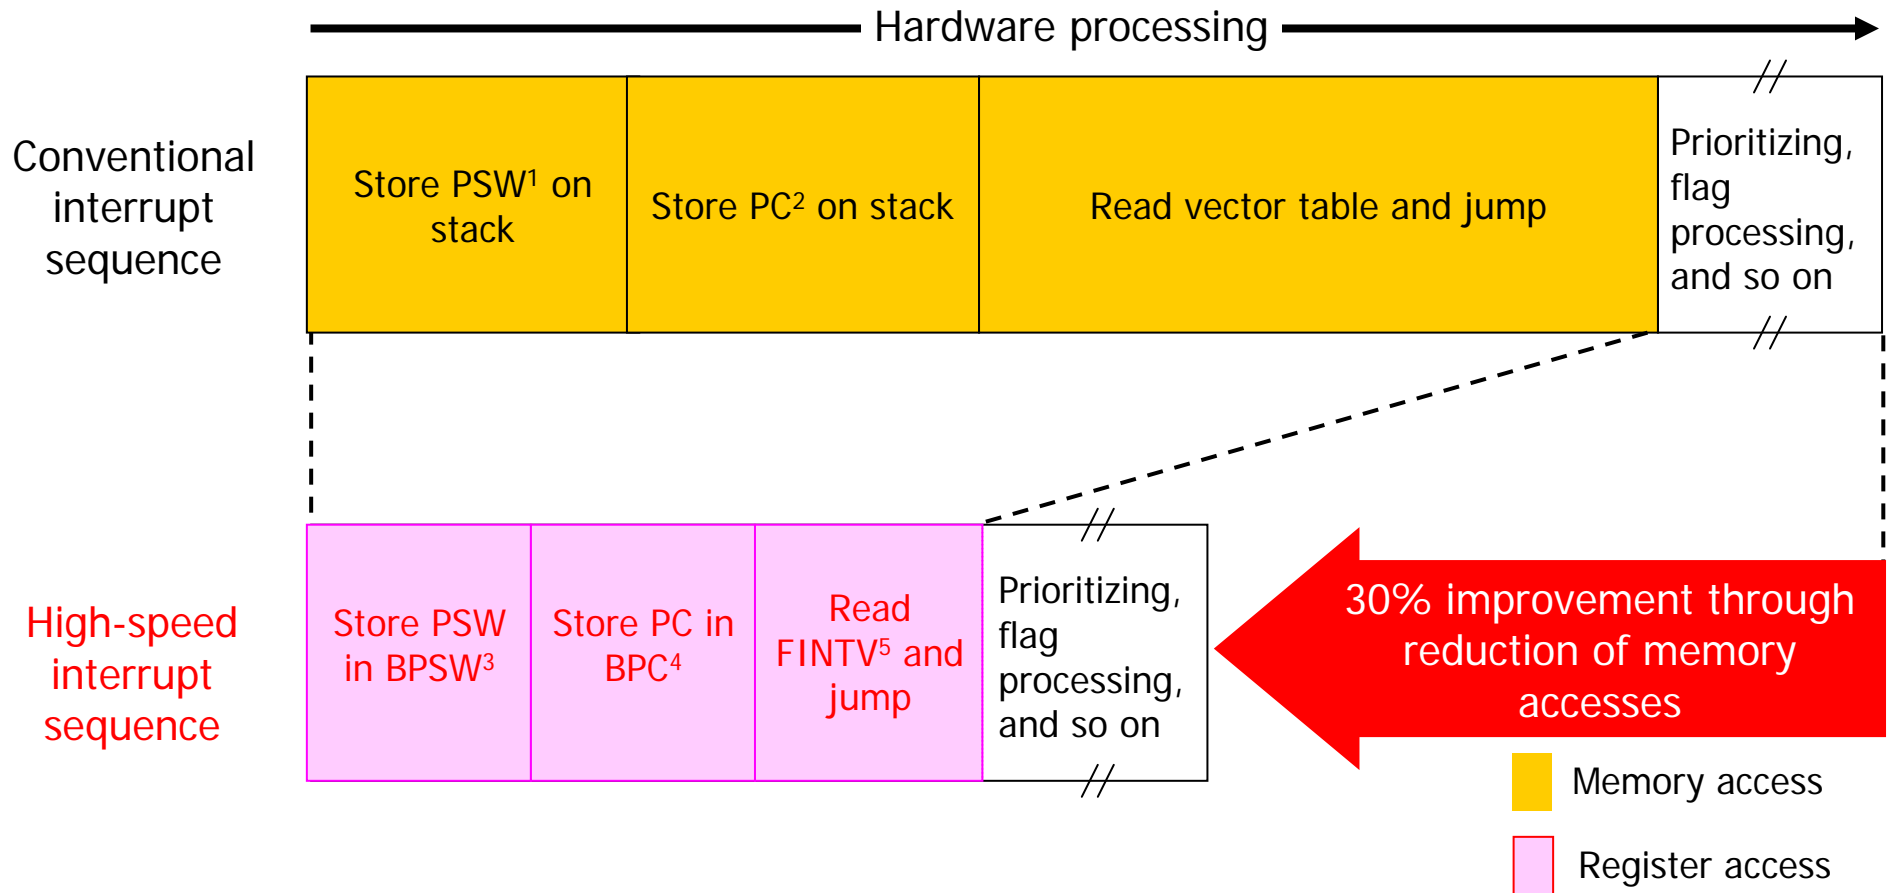 Hardware processing
Conventional
interrupt
sequence
Store PSW¹ on
stack
Store PC² on stack
Read vector table and jump
Prioritizing,
flag
processing,
and so on
High-speed
interrupt
sequence
Store PSW
in BPSW³
Store PC in
BPC⁴
Read
FINTV⁵ and
jump
Prioritizing,
flag
processing,
and so on
30% improvement through
reduction of memory
accesses
Memory access
Register access